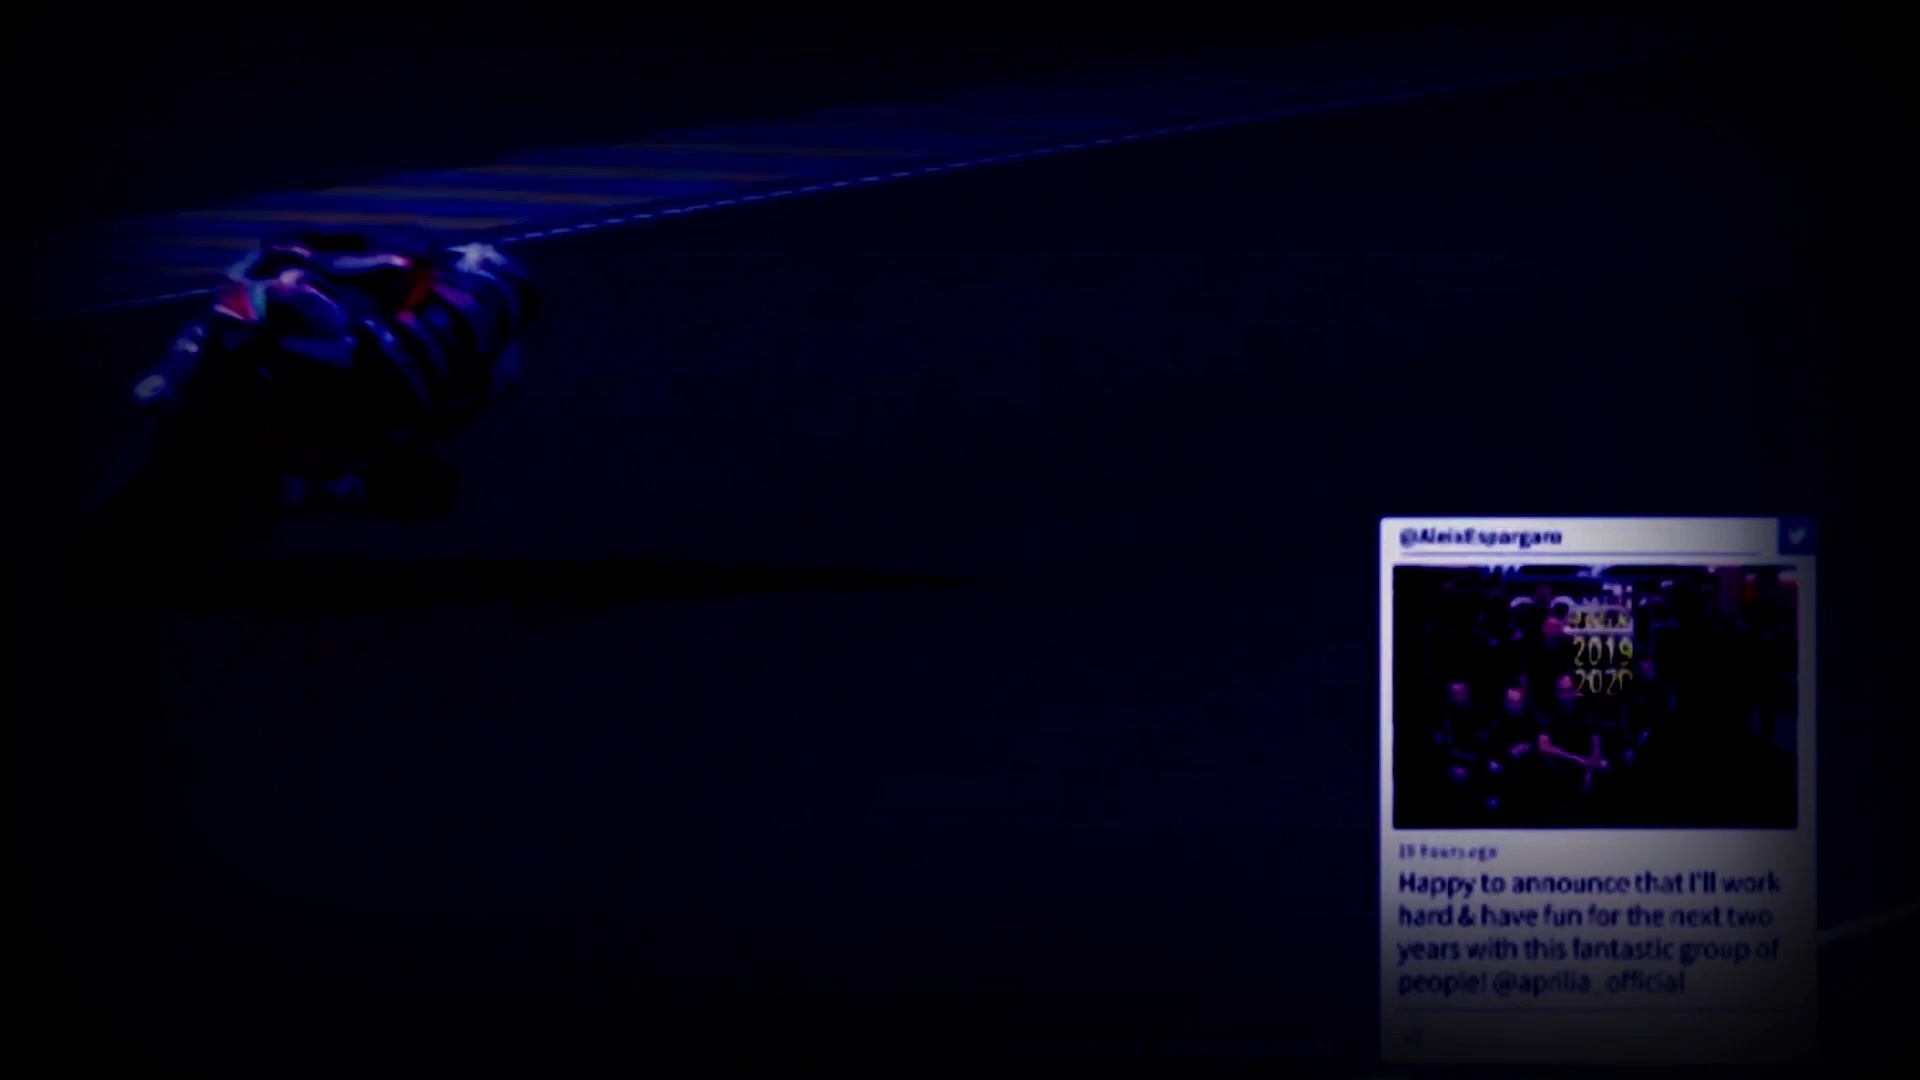 @AleixEspargaro
2019
2020
Happy to announce that I'll work
hard & have fun for the next two
years with this fantastic group of
people! @aprilia_official